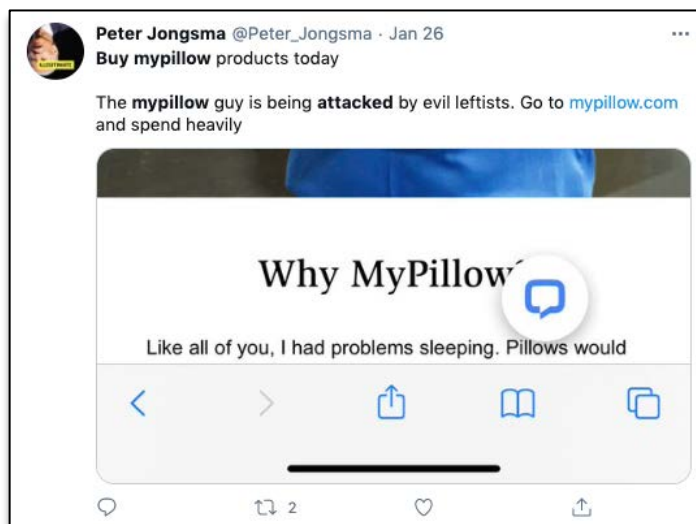 Peter Jongsma @Peter_Jongsma · Jan 26
Buy mypillow products today
The mypillow guy is being attacked by evil leftists. Go to mypillow.com
and spend heavily
Why MyPillow
Like all of you, I had problems sleeping. Pillows would
2